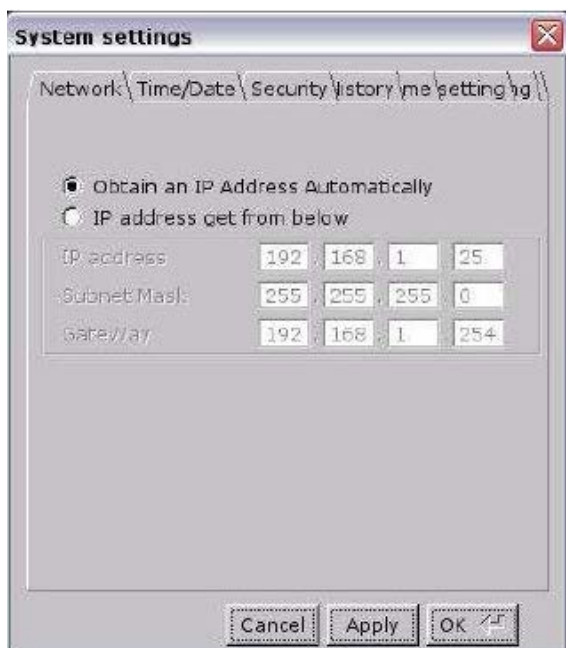 System settings
Network Time/Date Security listory me setting ng
Obtain an IP Address Automatically
IP address get from below
IP address 192 . 168 . 1 . 25
Subnet Mask 255 . 255 . 255 . 0
GateWay 192 . 168 . 1 . 254
Cancel Apply OK